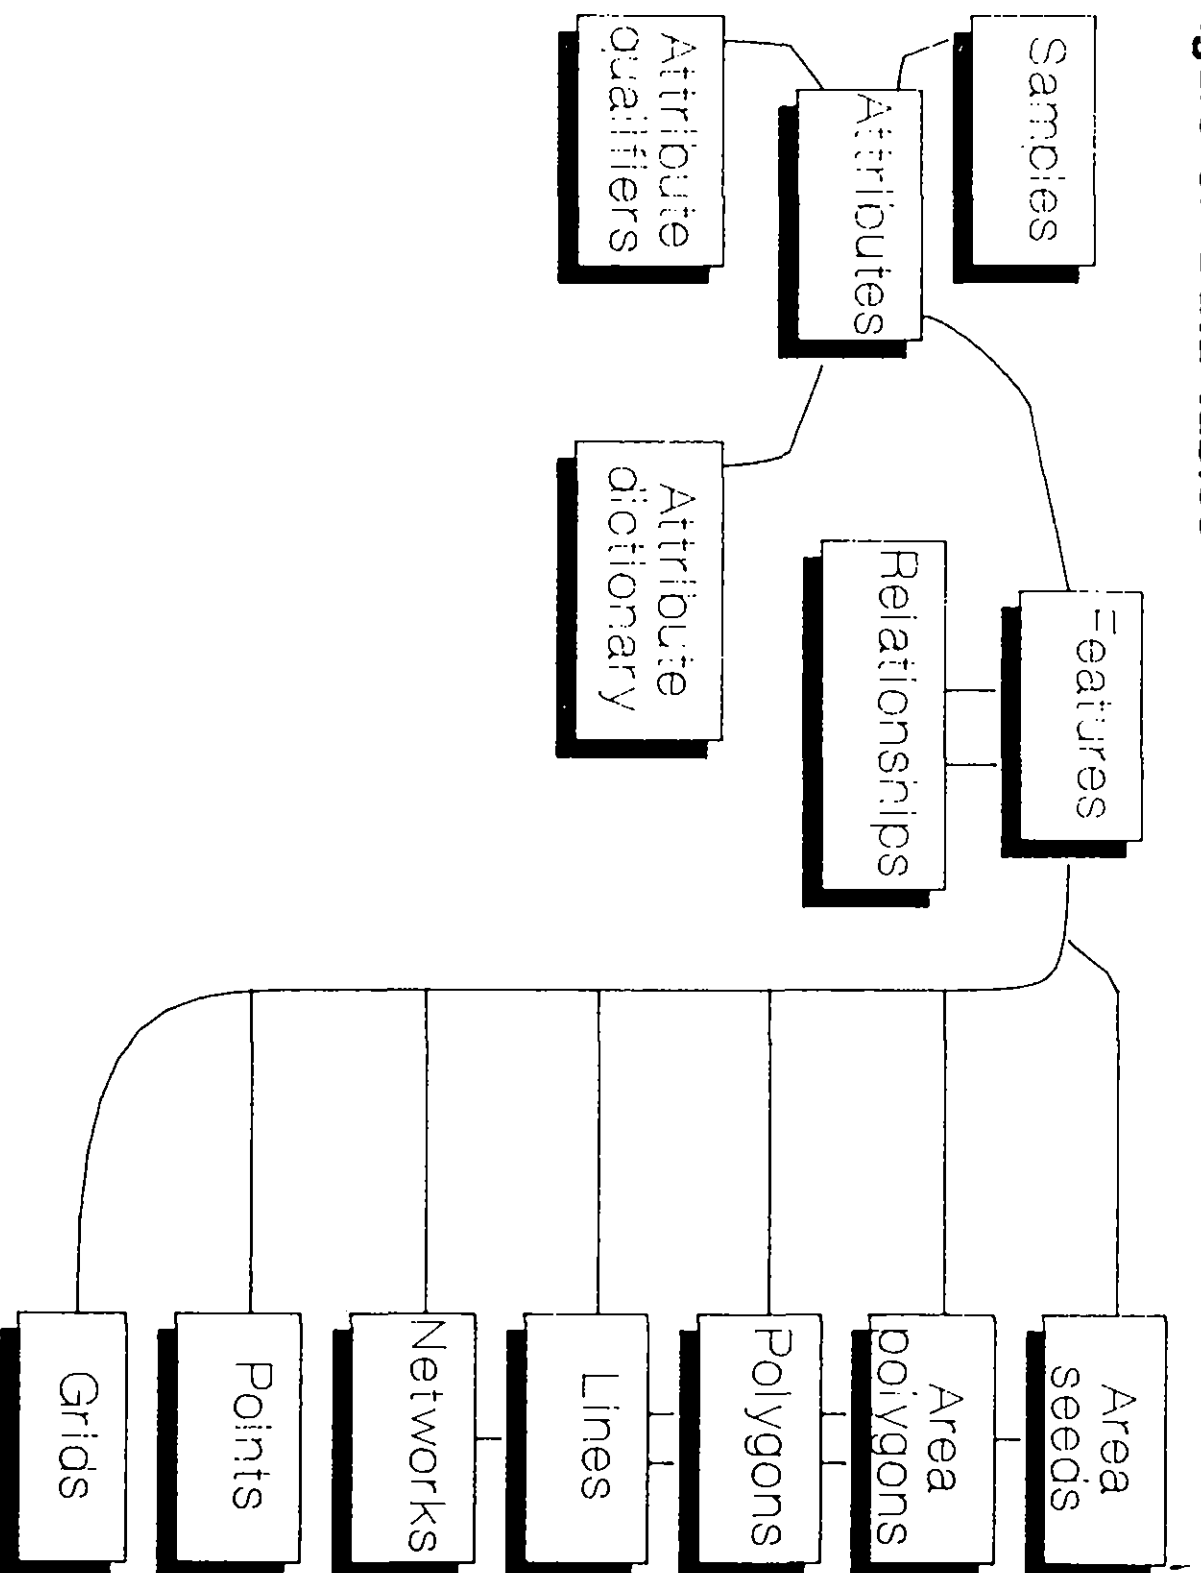 Samples
Attributes
Attribute
qualifiers
Attribute
dictionary
Features
Relationships
Area
seeds
Area
polygons
Polygons
Lines
Networks
Points
Grids